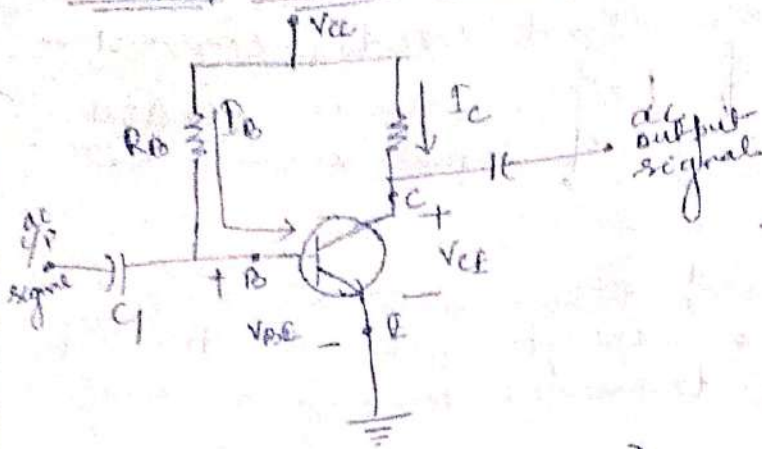 Vcc
RB
IB
IC
ac
output
signal
ac
i/p
signal
C1
+ B
C
+
VCE
-
VBE -
E